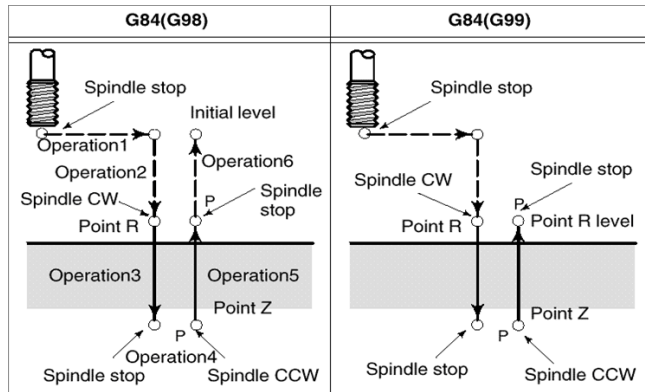 G84(G98)
G84(G99)
Spindle stop
Initial level
Operation1
Operation2
Operation6
Spindle CW
P
Spindle
stop
Point R
Operation3
Operation5
Point Z
P
Operation4
Spindle stop
Spindle CCW
Spindle stop
Spindle CW
Spindle stop
P
Point R
Point R level
Point Z
P
Spindle stop
Spindle CCW